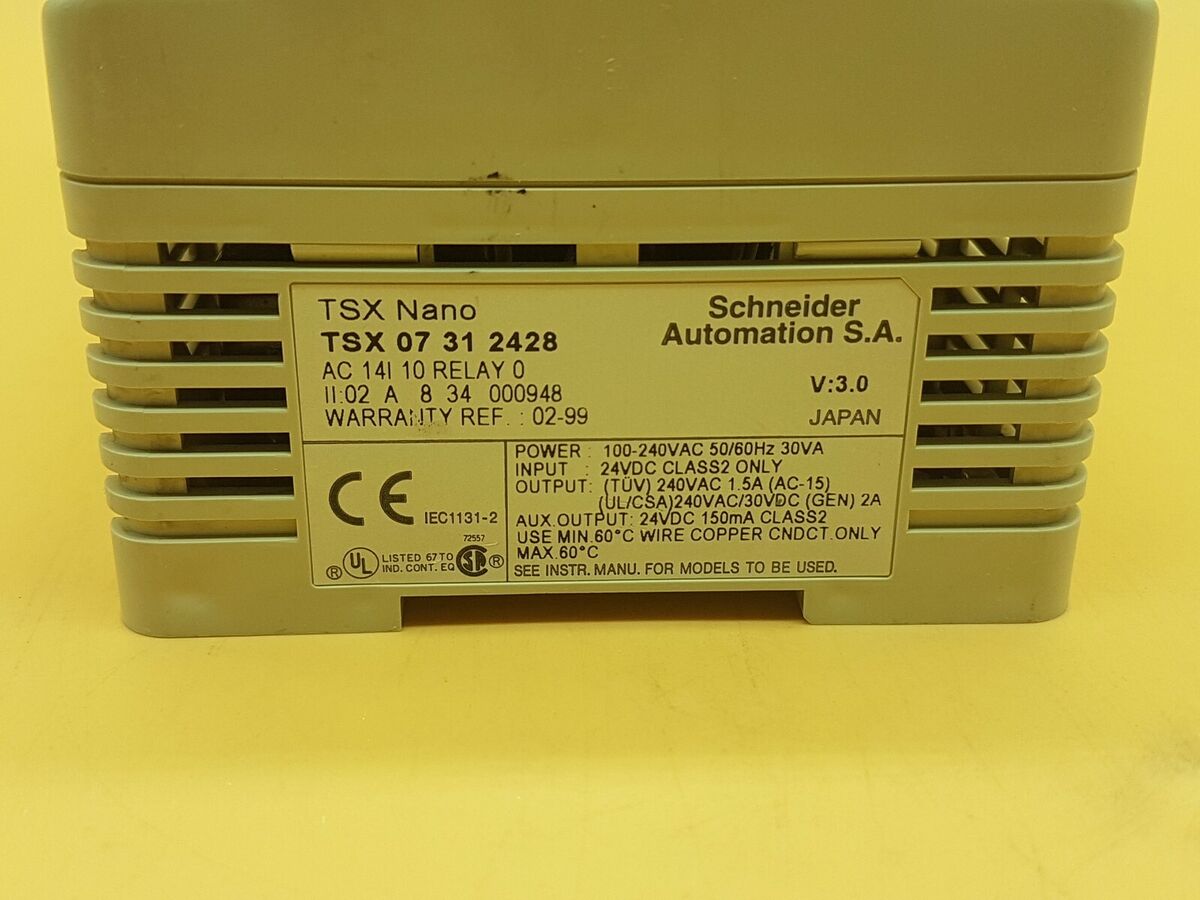 TSX Nano
TSX 07 31 2428
AC 14I 10 RELAY O
II:02 A 8 34 000948
WARRANTY REF. : 02-99
Schneider
Automation S.A.
V:3.0
JAPAN
CE
IEC1131-2
UL
®
LISTED 67TO
IND. CONT. EQ
72557
SA
®
POWER : 100-240VAC 50/60Hz 30VA
INPUT : 24VDC CLASS2 ONLY
OUTPUT: (TÜV) 240VAC 1.5A (AC-15)
(UL/CSA)240VAC/30VDC (GEN) 2A
AUX.OUTPUT: 24VDC 150mA CLASS2
USE MIN.60°C WIRE COPPER CNDCT.ONLY
MAX.60°C
SEE INSTR. MANU. FOR MODELS TO BE USED.